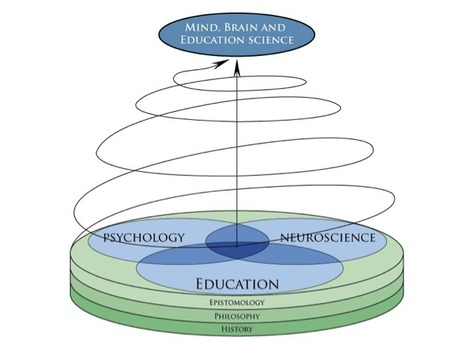 MIND, BRAIN AND
EDUCATION SCIENCE
PSYCHOLOGY
NEUROSCIENCE
EDUCATION
EPISTOMOLOGY
PHILOSOPHY
HISTORY